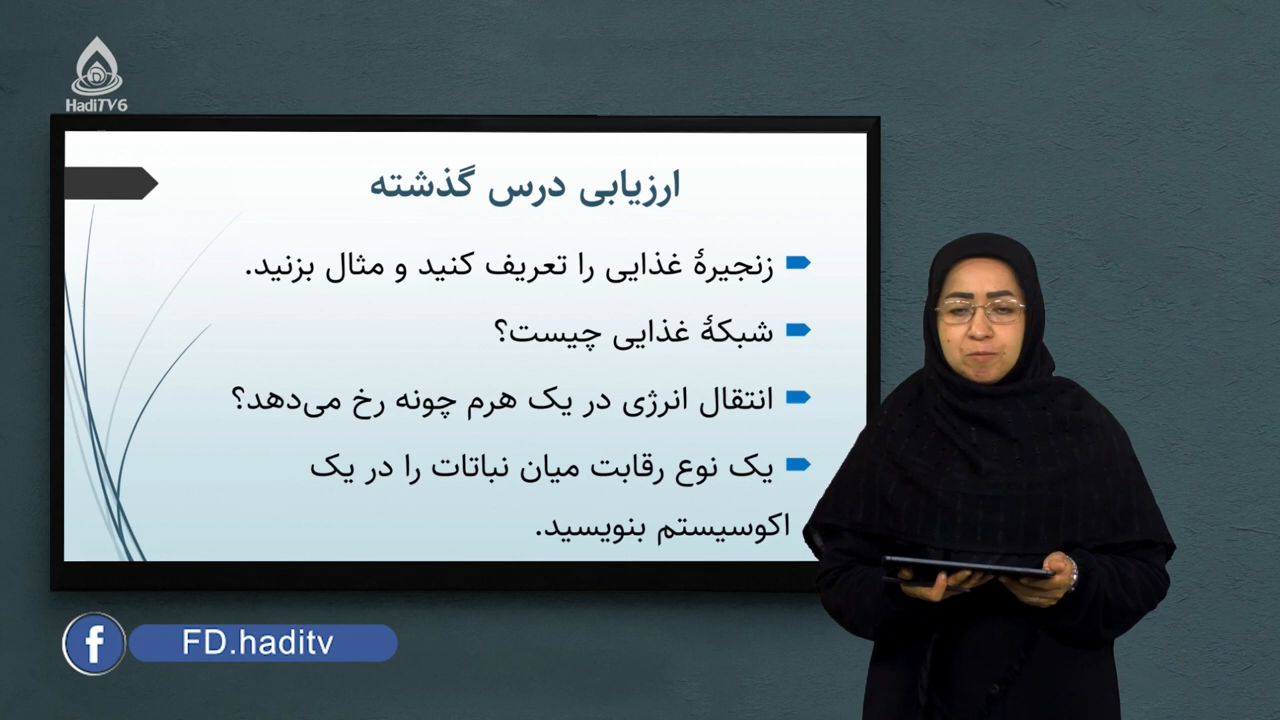 HadiTV6
ارزیابی درس گذشته
زنجیرهٔ غذایی را تعریف کنید و مثال بزنید.
شبکهٔ غذایی چیست؟
انتقال انرژی در یک هرم چونه رخ می‌دهد؟
یک نوع رقابت میان نباتات را در یک
اکوسیستم بنویسید.
f FD.haditv